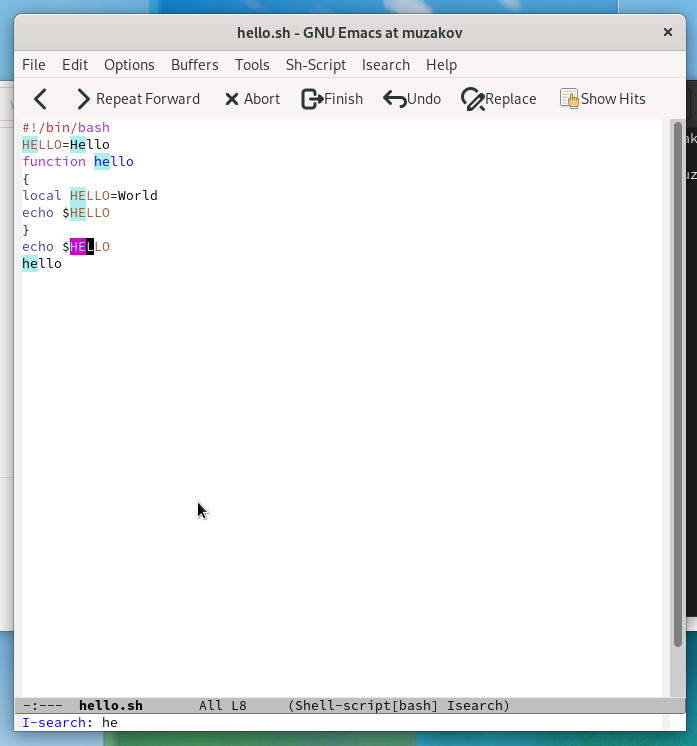 hello.sh - GNU Emacs at muzakov ×
File Edit Options Buffers Tools Sh-Script Isearch Help
Repeat Forward Abort Finish Undo Replace Show Hits
#!/bin/bash
HELLO=Hello
function hello
{
local HELLO=World
echo $HELLO
}
echo $HELLO
hello
-:--- hello.sh All L8 (Shell-script[bash] Isearch)
I-search: he